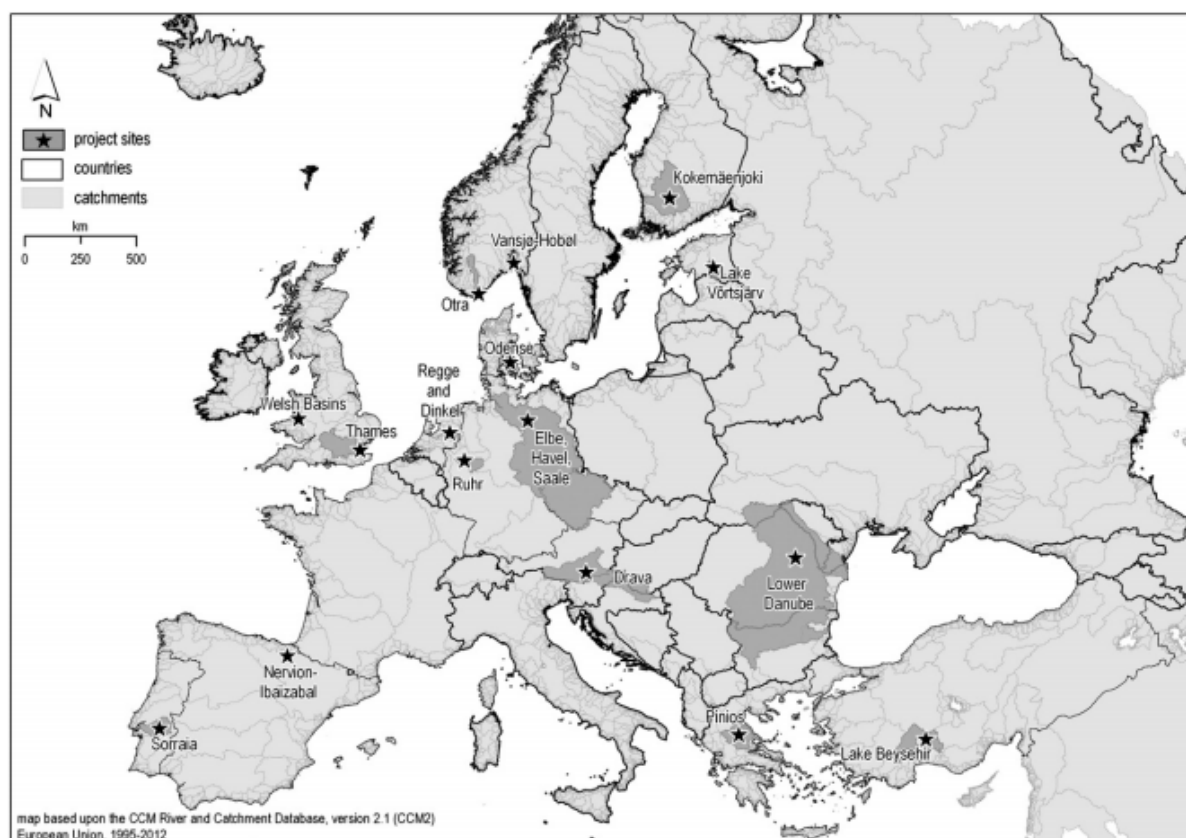 N
project sites
countries
catchments
km
0 250 500
Kokemäenjoki
Vansjø-Hobøl
Lake
Võrtsjärv
Otra
Odense
Regge
and
Dinkel
Welsh Basins
Thames
Elbe,
Havel,
Saale
Ruhr
Drava
Lower
Danube
Nervion-
Ibaizabal
Sorraia
Pinios
Lake Beysehir
map based upon the CCM River and Catchment Database, version 2.1 (CCM2)
European Union, 1995-2012